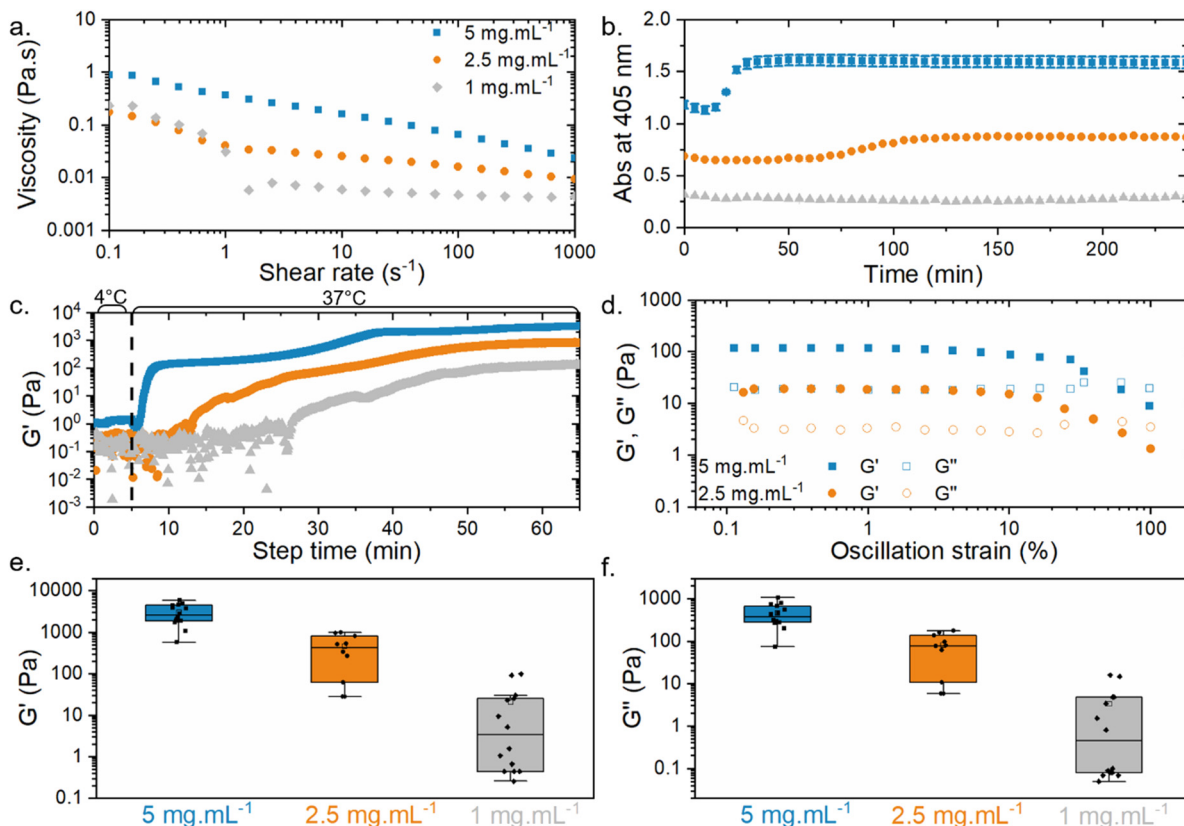 a.
10
1
0.1
0.01
0.001
Viscosity (Pa.s)
0.1 1 10 100 1000
Shear rate (s⁻¹)
5 mg.mL⁻¹
2.5 mg.mL⁻¹
1 mg.mL⁻¹
b.
2.0
1.5
1.0
0.5
0.0
Abs at 405 nm
0 50 100 150 200
Time (min)
c.
4°C 37°C
10⁴
10³
10²
10¹
10⁰
10⁻¹
10⁻²
10⁻³
G' (Pa)
0 10 20 30 40 50 60
Step time (min)
d.
1000
100
10
1
0.1
G', G" (Pa)
5 mg.mL⁻¹ G' G"
2.5 mg.mL⁻¹ G' G"
0.1 1 10 100
Oscillation strain (%)
e.
10000
1000
100
10
1
0.1
G' (Pa)
5 mg.mL⁻¹ 2.5 mg.mL⁻¹ 1 mg.mL⁻¹
f.
1000
100
10
1
0.1
G" (Pa)
5 mg.mL⁻¹ 2.5 mg.mL⁻¹ 1 mg.mL⁻¹